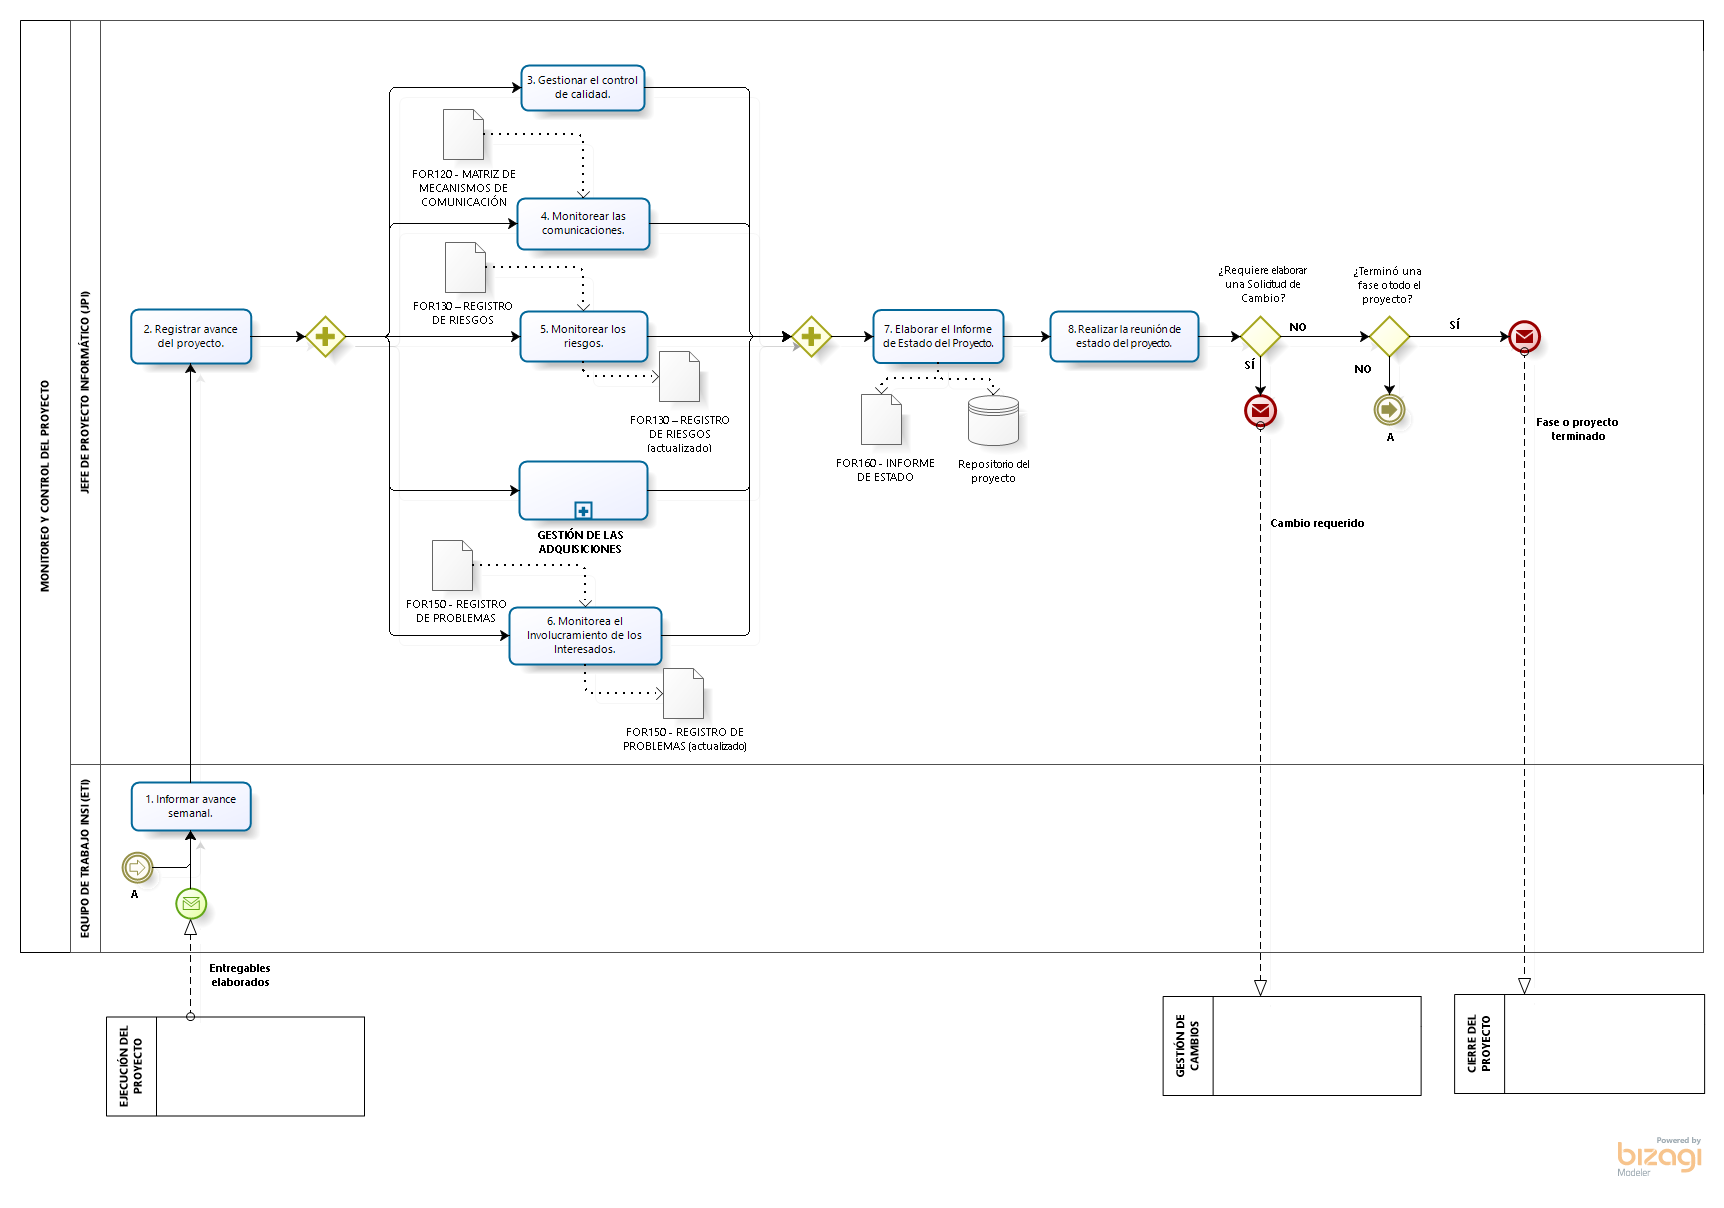 MONITOREO Y CONTROL DEL PROYECTO
JEFE DE PROYECTO INFORMÁTICO (JPI)
3. Gestionar el control
de calidad.
FOR120 - MATRIZ DE
MECANISMOS DE
COMUNICACIÓN
4. Monitorear las
comunicaciones.
FOR130 – REGISTRO
DE RIESGOS
2. Registrar avance
del proyecto.
5. Monitorear los
riesgos.
FOR130 – REGISTRO
DE RIESGOS
(actualizado)
GESTIÓN DE LAS
ADQUISICIONES
FOR150 - REGISTRO
DE PROBLEMAS
6. Monitorea el
Involucramiento de los
Interesados.
FOR150 - REGISTRO DE
PROBLEMAS (actualizado)
7. Elaborar el Informe
de Estado del Proyecto.
FOR160 - INFORME
DE ESTADO
Repositorio del
proyecto
8. Realizar la reunión de
estado del proyecto.
¿Requiere elaborar
una Solicitud de
Cambio?
NO
SÍ
¿Terminó una
fase o todo el
proyecto?
SÍ
NO
A
Fase o proyecto
terminado
Cambio requerido
EQUIPO DE TRABAJO INSI (ETI)
1. Informar avance
semanal.
A
Entregables
elaborados
EJECUCIÓN DEL
PROYECTO
GESTIÓN DE
CAMBIOS
CIERRE DEL
PROYECTO
Powered by
bizagi
Modeler